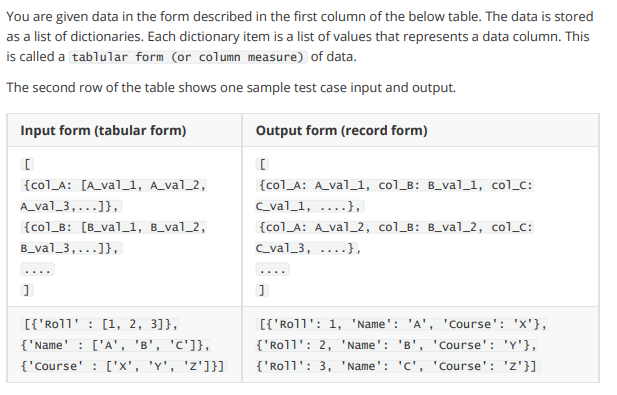 You are given data in the form described in the first column of the below table. The data is stored
as a list of dictionaries. Each dictionary item is a list of values that represents a data column. This
is called a tablular form (or column measure) of data.
The second row of the table shows one sample test case input and output.
Input form (tabular form)
[
{col_A: [A_val_1, A_val_2,
A_val_3,...]},
{col_B: [B_val_1, B_val_2,
B_val_3,...]},
....
]
Output form (record form)
[
{col_A: A_val_1, col_B: B_val_1, col_C:
C_val_1, ....},
{col_A: A_val_2, col_B: B_val_2, col_C:
C_val_3, ....},
....
]
[{'Roll' : [1, 2, 3]},
{'Name' : ['A', 'B', 'C']},
{'Course' : ['X', 'Y', 'Z']}]
[{'Roll': 1, 'Name': 'A', 'Course': 'X'},
{'Roll': 2, 'Name': 'B', 'Course': 'Y'},
{'Roll': 3, 'Name': 'C', 'Course': 'Z'}]